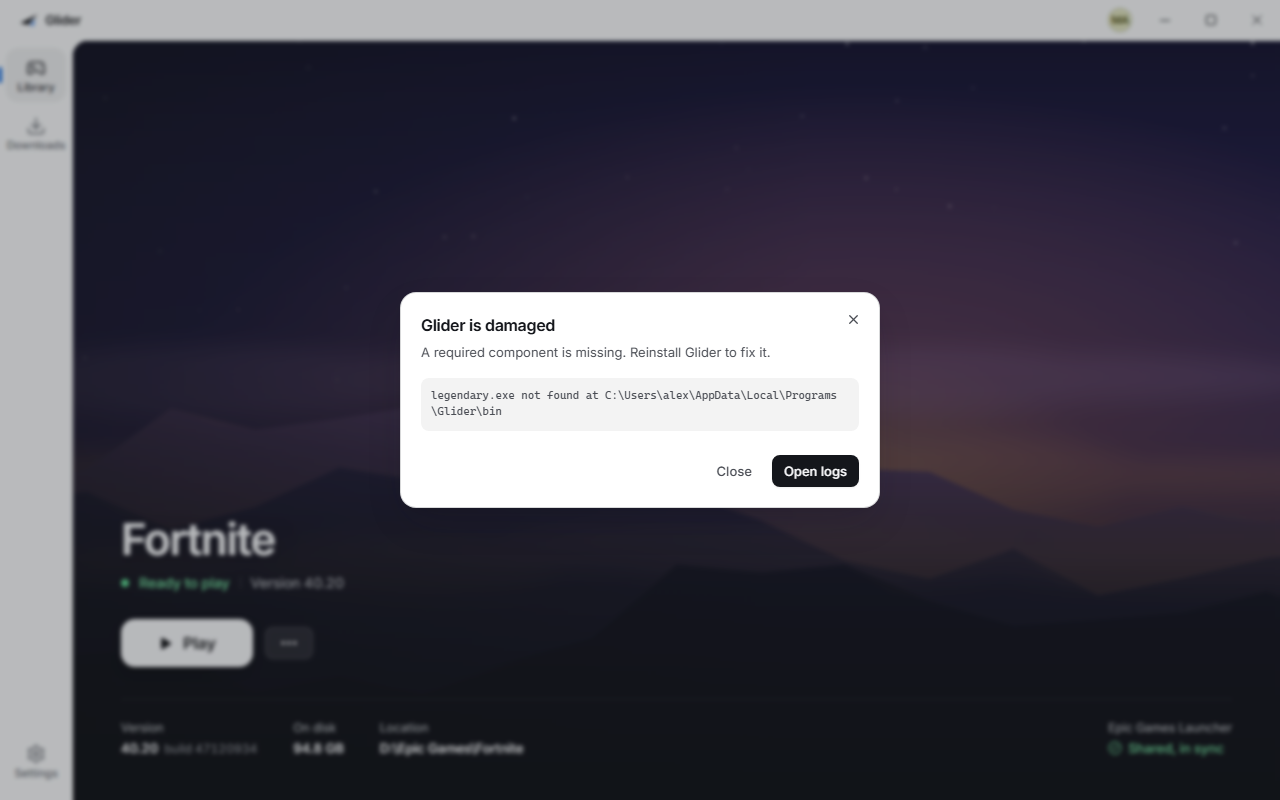 Glider
MA
Library
Downloads
Glider is damaged
A required component is missing. Reinstall Glider to fix it.
legendary.exe not found at C:\Users\alex\AppData\Local\Programs
\Glider\bin
Close
Open logs
Fortnite
Ready to play
Version 40.20
Play
Version
On disk
Location
Epic Games Launcher
40.20 build 47120934
94.8 GB
D:\Epic Games\Fortnite
Shared, in sync
Settings